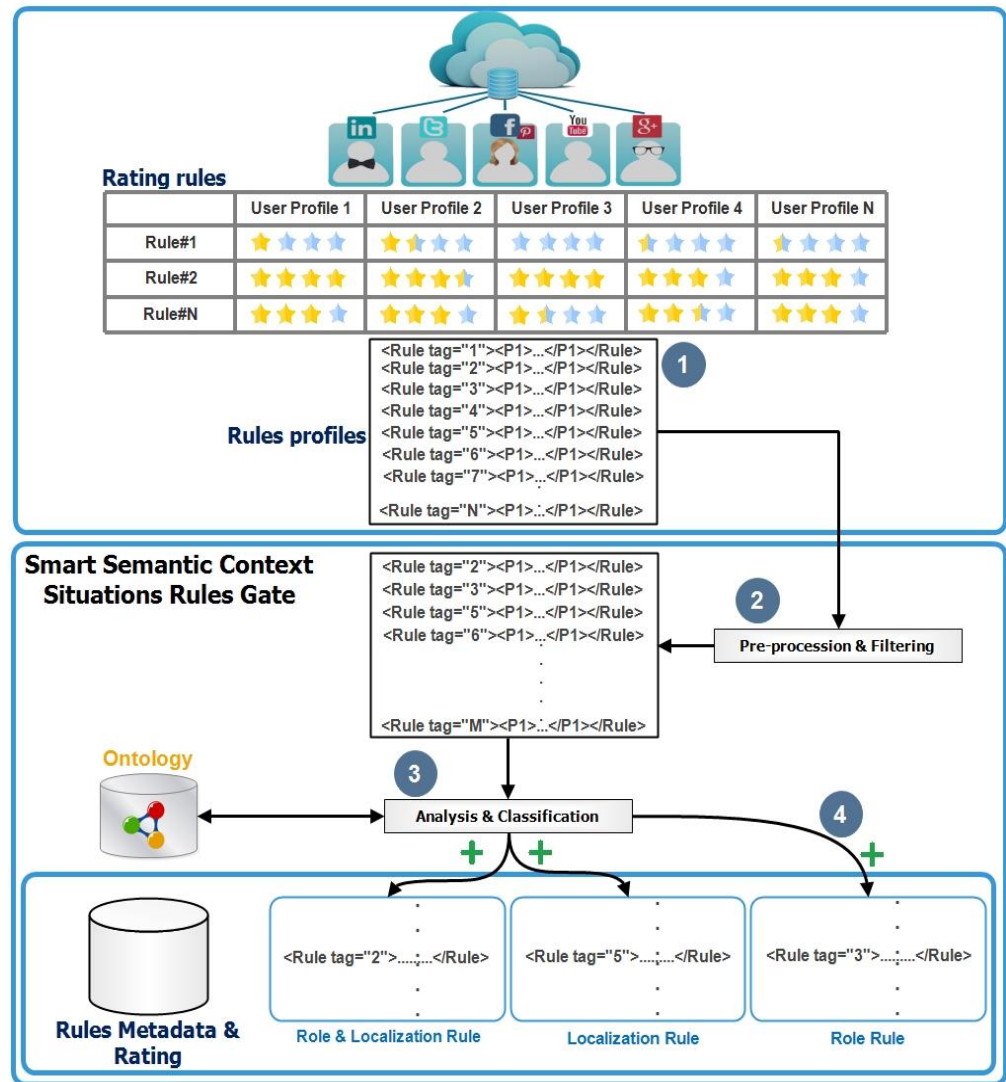 in
f
P
You
Tube
g+
Rating rules
User Profile 1 User Profile 2 User Profile 3 User Profile 4 User Profile N
Rule#1
Rule#2
Rule#N
<Rule tag="1"><P1>...</P1></Rule>
<Rule tag="2"><P1>...</P1></Rule>
<Rule tag="3"><P1>...</P1></Rule>
<Rule tag="4"><P1>...</P1></Rule>
<Rule tag="5"><P1>...</P1></Rule>
<Rule tag="6"><P1>...</P1></Rule>
<Rule tag="7"><P1>...</P1></Rule>
<Rule tag="N"><P1>...</P1></Rule>
1
Rules profiles
Smart Semantic Context
Situations Rules Gate
<Rule tag="2"><P1>...</P1></Rule>
<Rule tag="3"><P1>...</P1></Rule>
<Rule tag="5"><P1>...</P1></Rule>
<Rule tag="6"><P1>...</P1></Rule>
<Rule tag="M"><P1>...</P1></Rule>
2
Pre-procession & Filtering
Ontology
3
Analysis & Classification
4
+ + +
<Rule tag="2">.......</Rule>
<Rule tag="5">.......</Rule>
<Rule tag="3">.......</Rule>
Rules Metadata &
Rating
Role & Localization Rule
Localization Rule
Role Rule